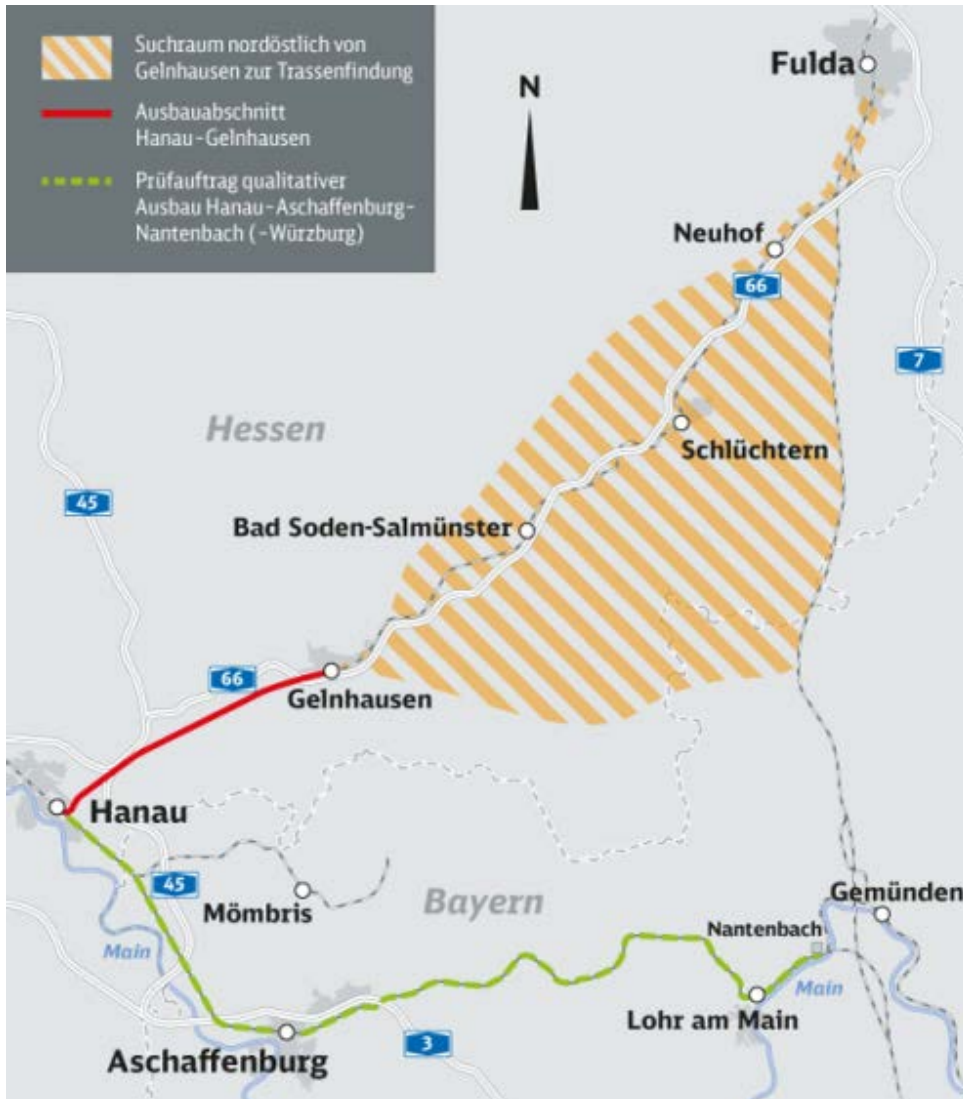 Suchraum nordöstlich von
Gelnhausen zur Trassenfindung
Ausbauabschnitt
Hanau-Gelnhausen
Prüfauftrag qualitativer
Ausbau Hanau-Aschaffenburg-
Nantenbach (-Würzburg)
N
Fulda
Neuhof
66
7
Hessen
Schlüchtern
45
Bad Soden-Salmünster
66
Gelnhausen
Hanau
45
Mömbris
Bayern
Gemünden
Nantenbach
Main
Main
Lohr am Main
Aschaffenburg
3